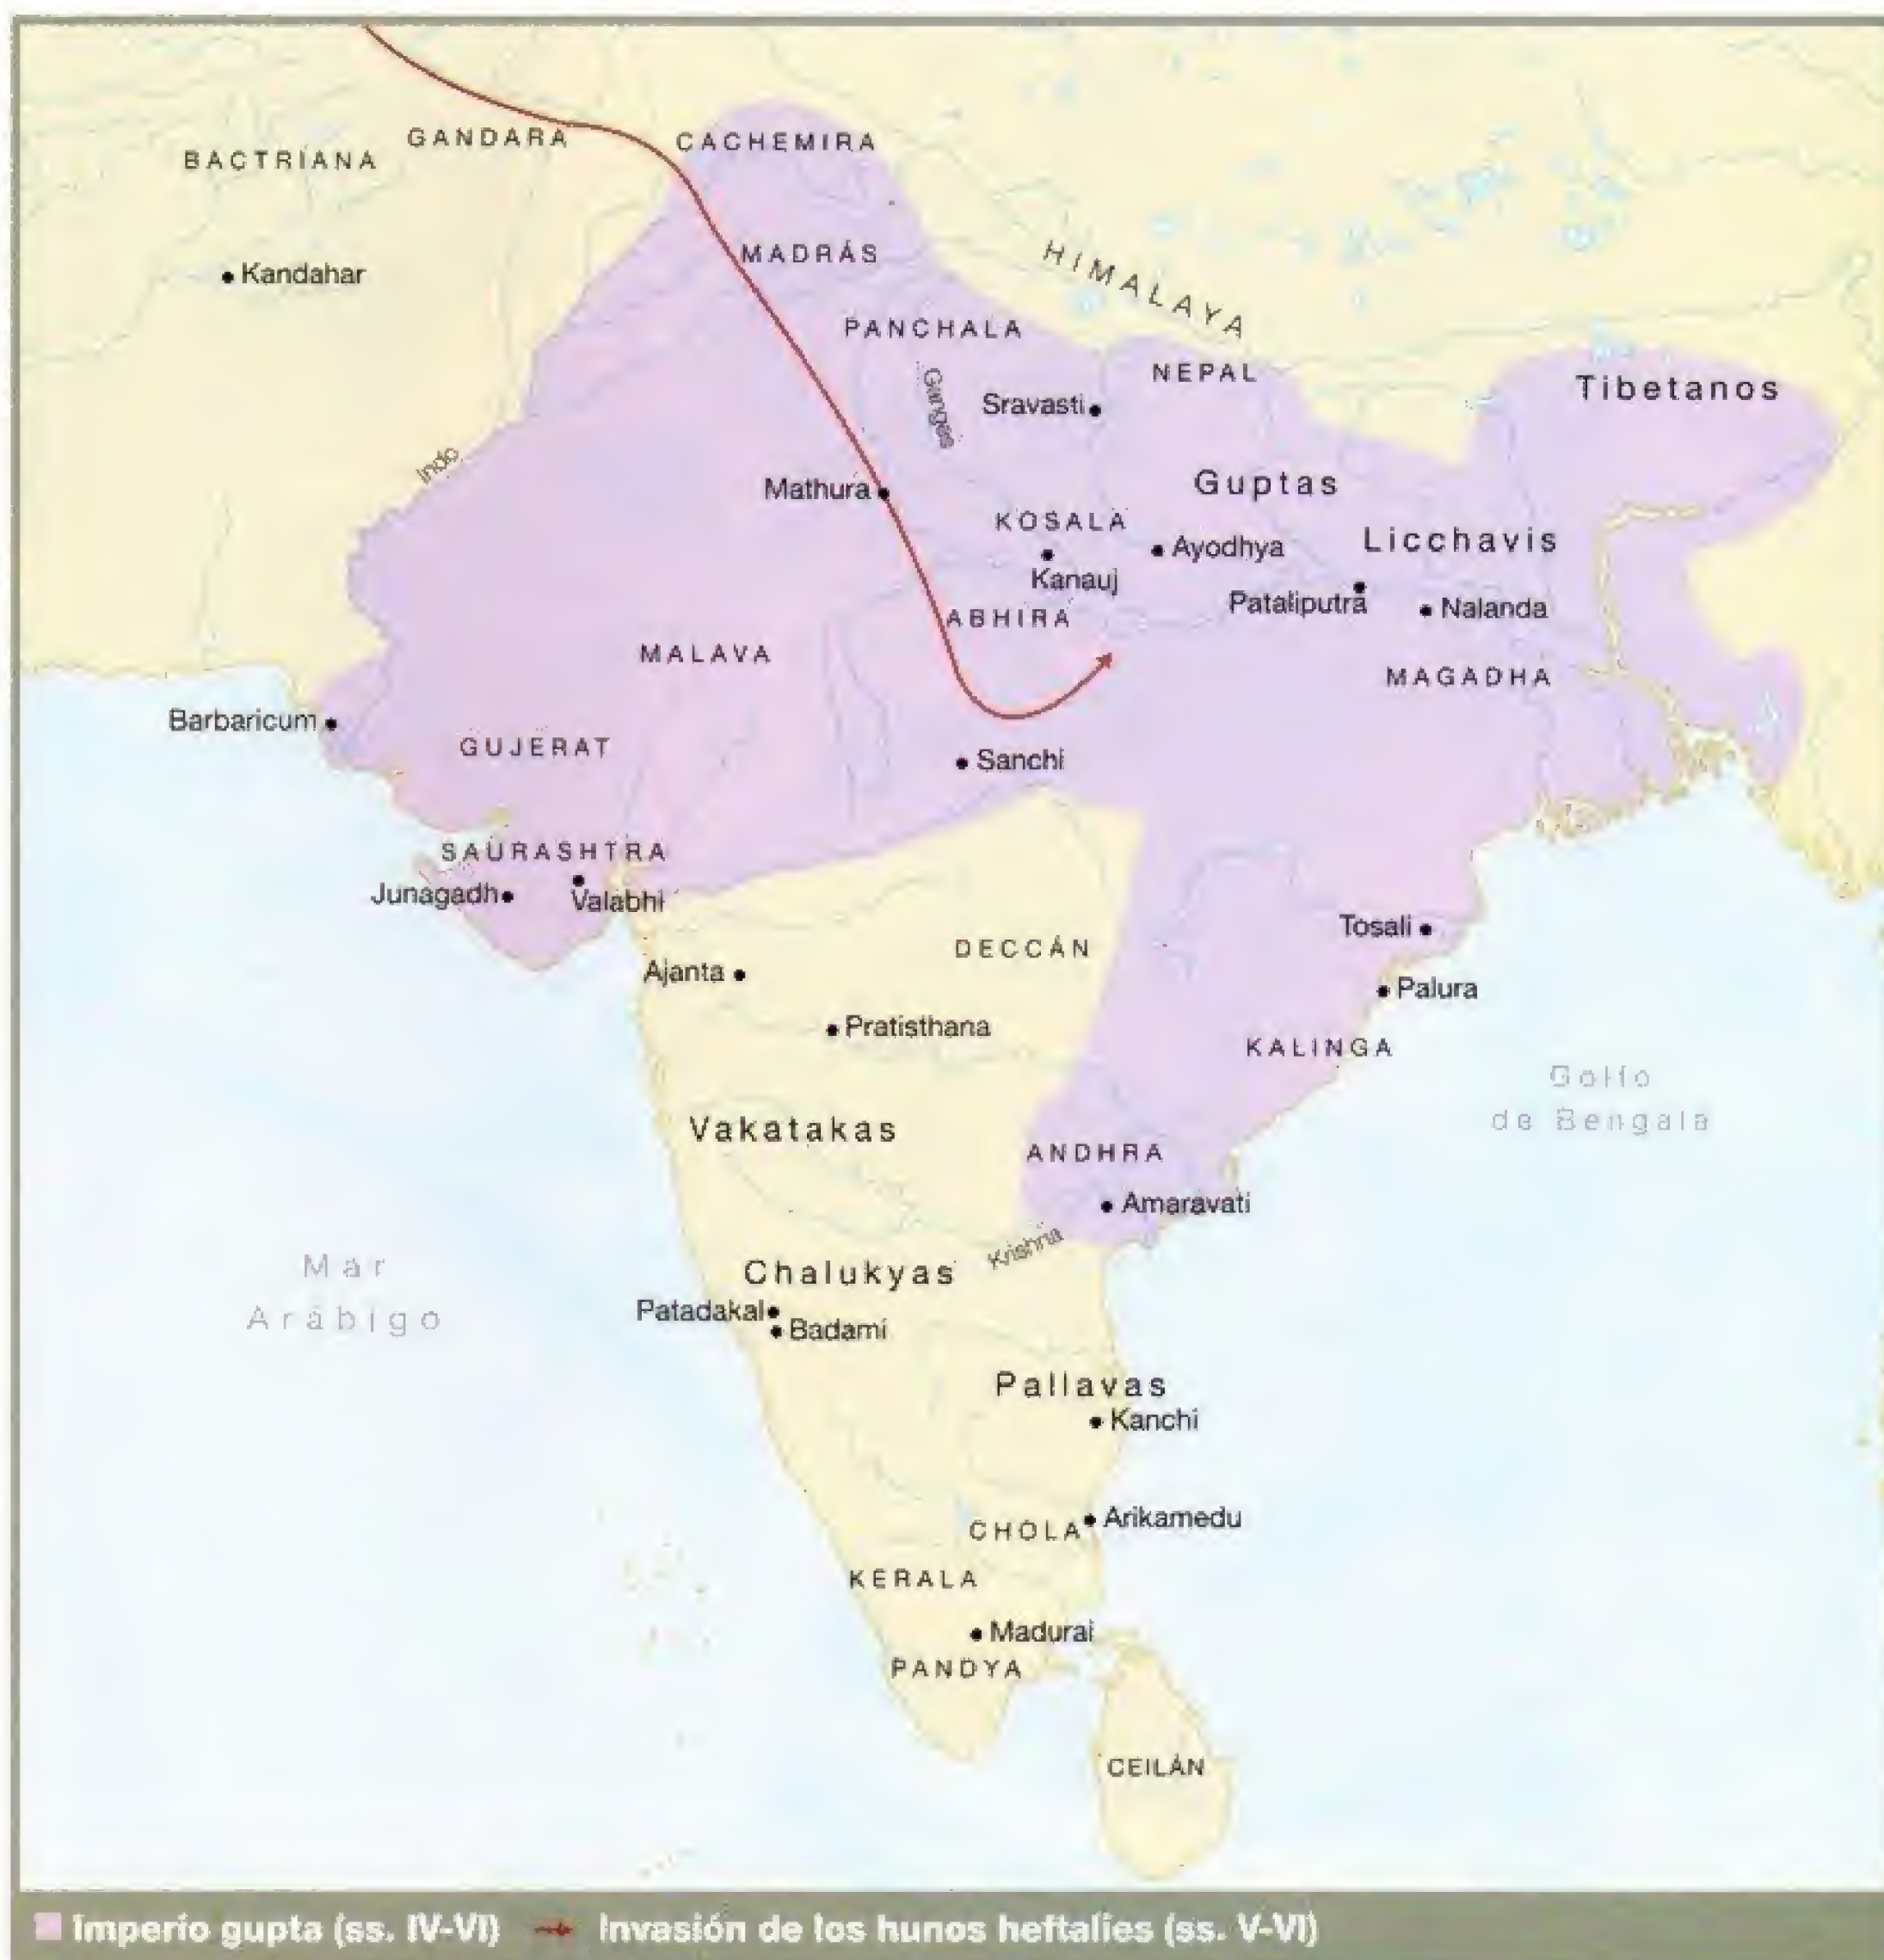 GANDARA
CACHEMIRA
BACTRIANA
MADRÁS
HIMALAYA
Kandahar
PANCHALA
NEPAL
Tibetanos
Ganges
Sravasti
Indo
Guptas
Mathura
KOSALA
Licchavis
Ayodhya
Kanauj
Pataliputra
Nalanda
ABHIRA
MALAVA
MAGADHA
Barbaricum
GUJERAT
Sanchi
SAURASHTRA
Junagadh
Valabhi
Tosali
DECCÁN
Ajanta
Palura
Pratisthana
KALINGA
Golfo
de Bengala
Vakatakas
ANDHRA
Amaravati
Krishna
Mar
Arábigo
Chalukyas
Patadakal
Badami
Pallavas
Kanchi
Arikamedu
CHOLA
KERALA
Madurai
PANDYA
CEILÁN
Imperio gupta (ss. IV-VI) Invasión de los hunos heftalíes (ss. V-VI)